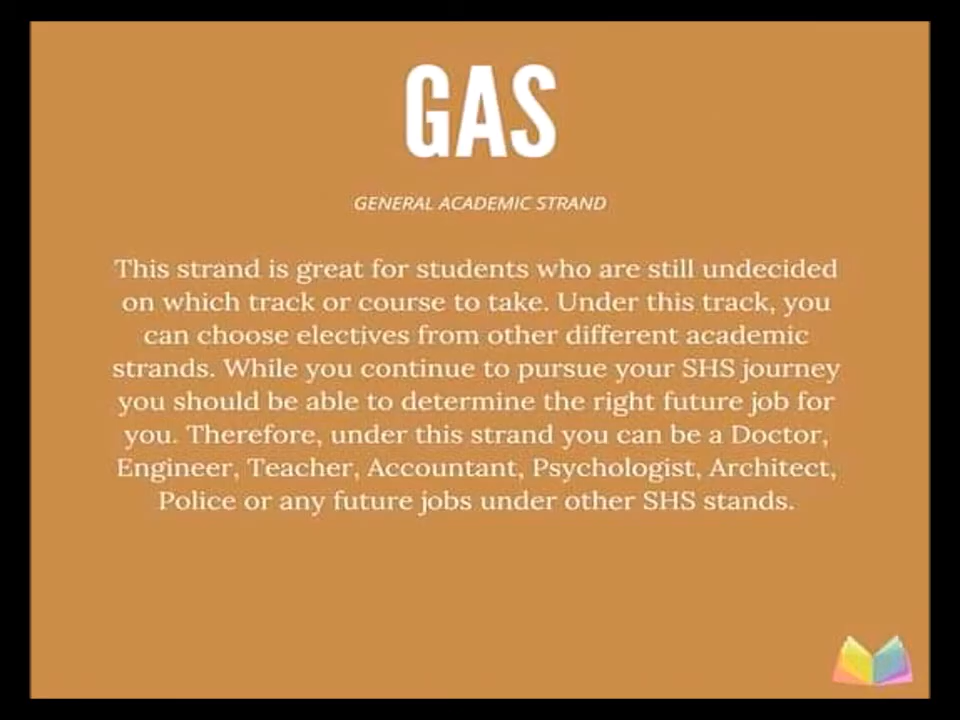 GAS
GENERAL ACADEMIC STRAND
This strand is great for students who are still undecided
on which track or course to take. Under this track, you
can choose electives from other different academic
strands. While you continue to pursue your SHS journey
you should be able to determine the right future job for
you. Therefore, under this strand you can be a Doctor,
Engineer, Teacher, Accountant, Psychologist, Architect,
Police or any future jobs under other SHS stands.